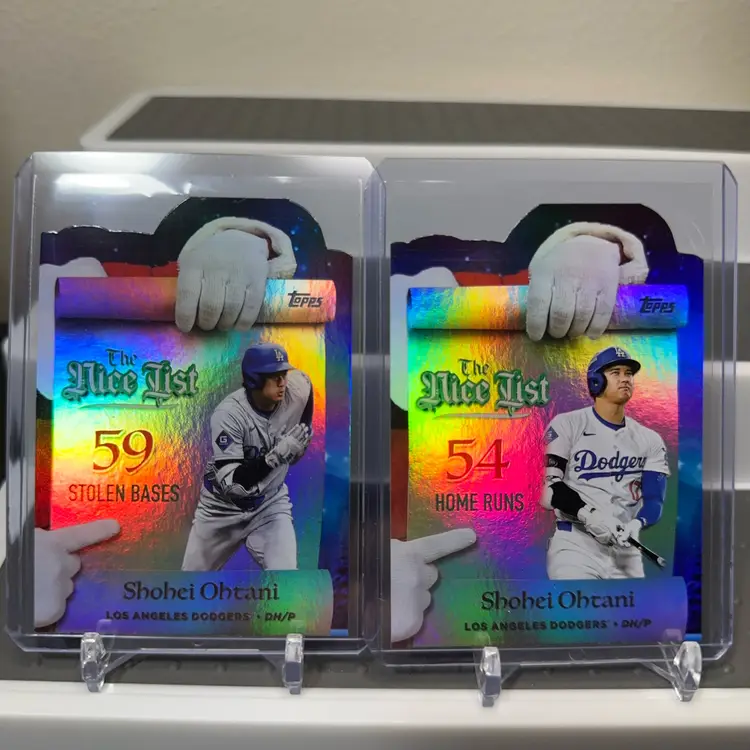 Topps
The
Nice List
59
STOLEN BASES
Shohei Ohtani
LOS ANGELES DODGERS • DH/P
Topps
The
Nice List
54
HOME RUNS
Dodgers
Shohei Ohtani
LOS ANGELES DODGERS • DH/P